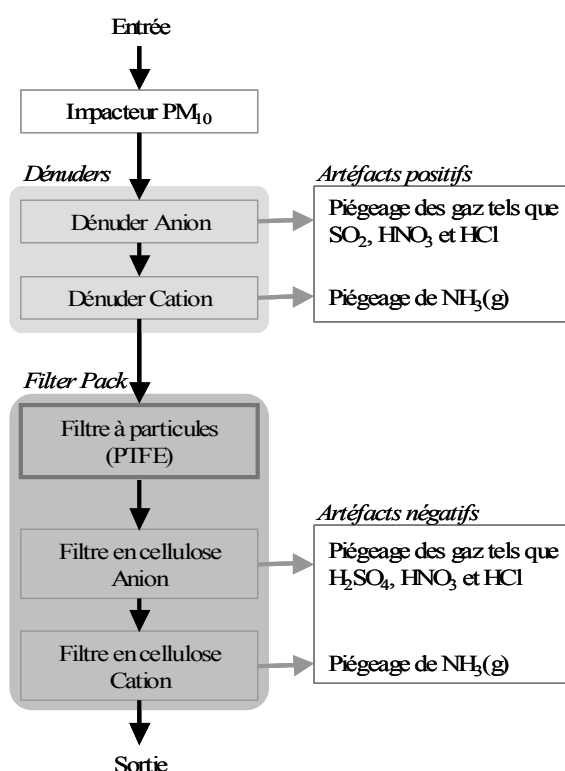 Entrée
Impacteur PM₁₀
Dénuders
Artéfacts positifs
Dénuder Anion
Piégeage des gaz tels que
SO₂, HNO₃ et HCl
Dénuder Cation
Piégeage de NH₃(g)
Filter Pack
Filtre à particules
(PTFE)
Artéfacts négatifs
Filtre en cellulose
Anion
Piégeage des gaz tels que
H₂SO₄, HNO₃ et HCl
Filtre en cellulose
Cation
Piégeage de NH₃(g)
Sortie